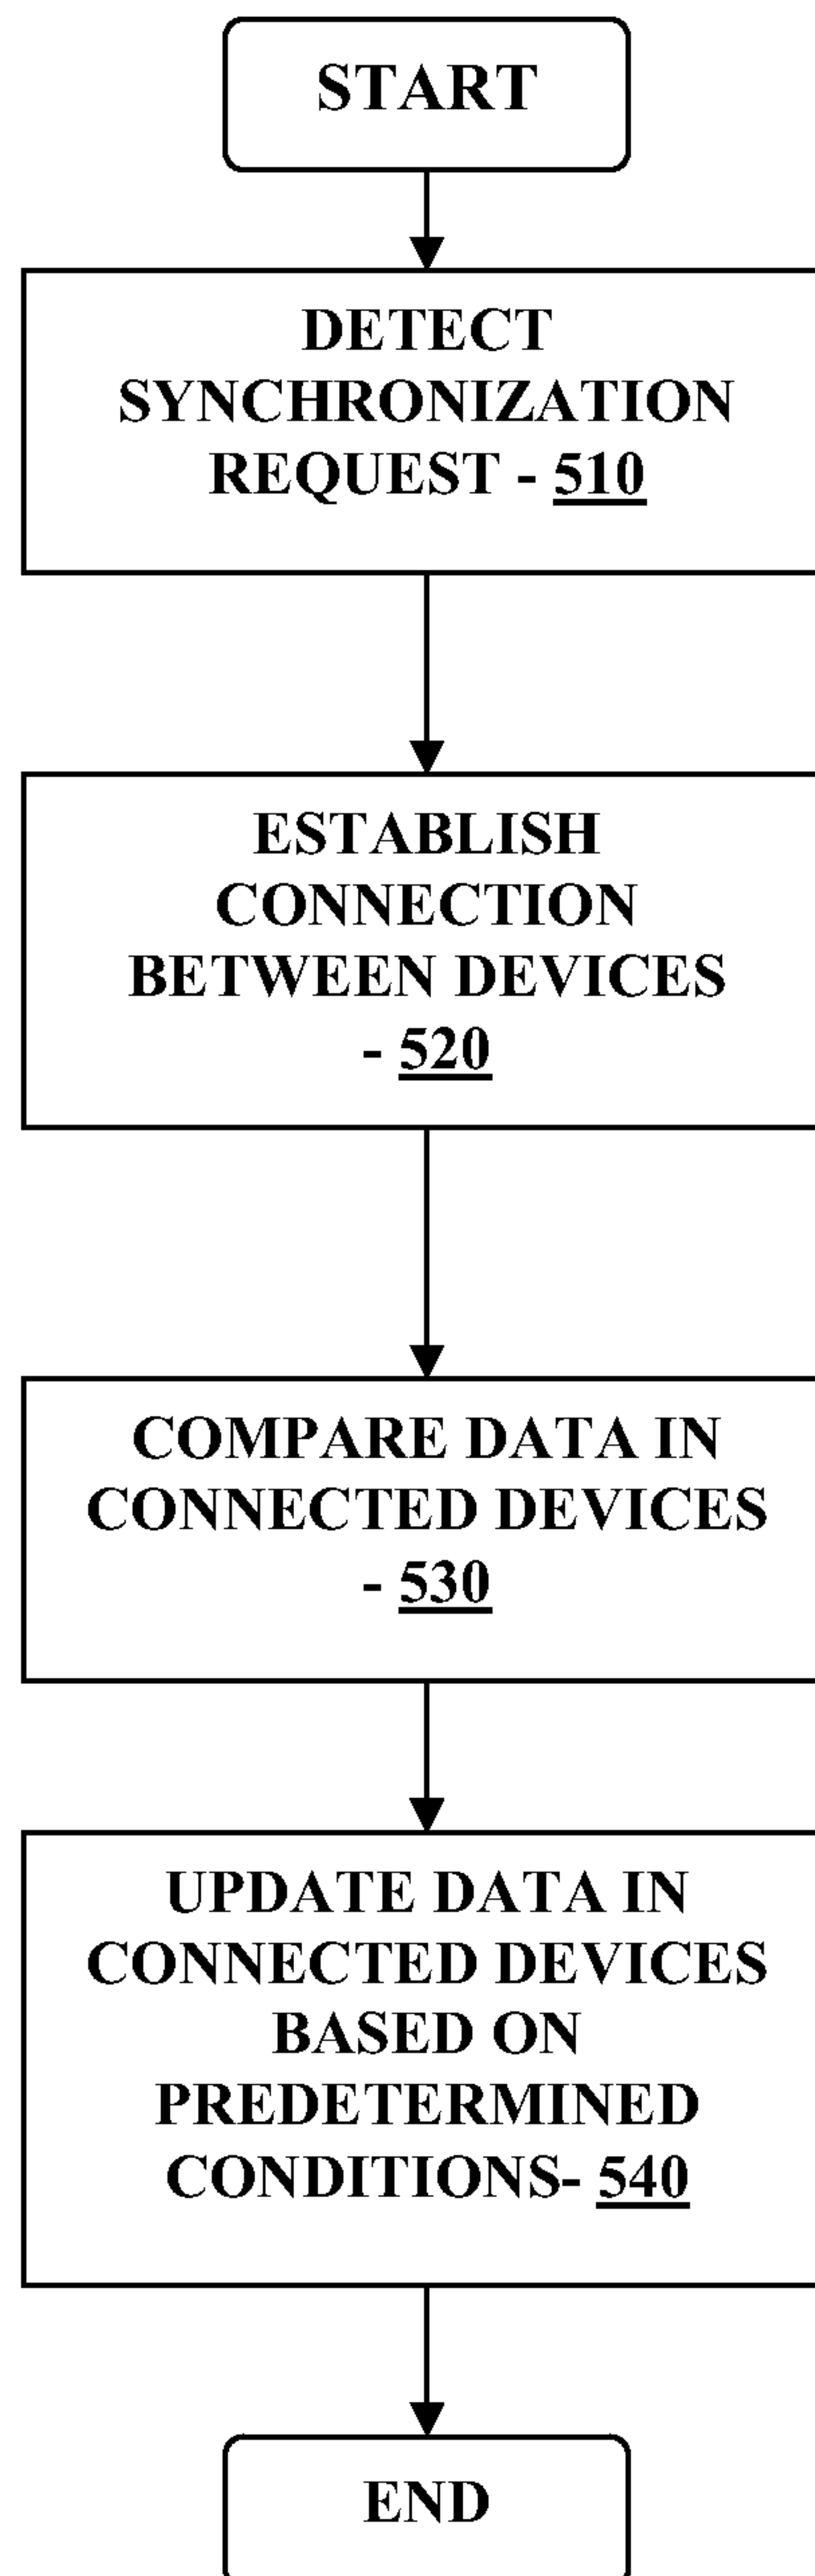 START
DETECT
SYNCHRONIZATION
REQUEST - 510
ESTABLISH
CONNECTION
BETWEEN DEVICES
- 520
COMPARE DATA IN
CONNECTED DEVICES
- 530
UPDATE DATA IN
CONNECTED DEVICES
BASED ON
PREDETERMINED
CONDITIONS- 540
END